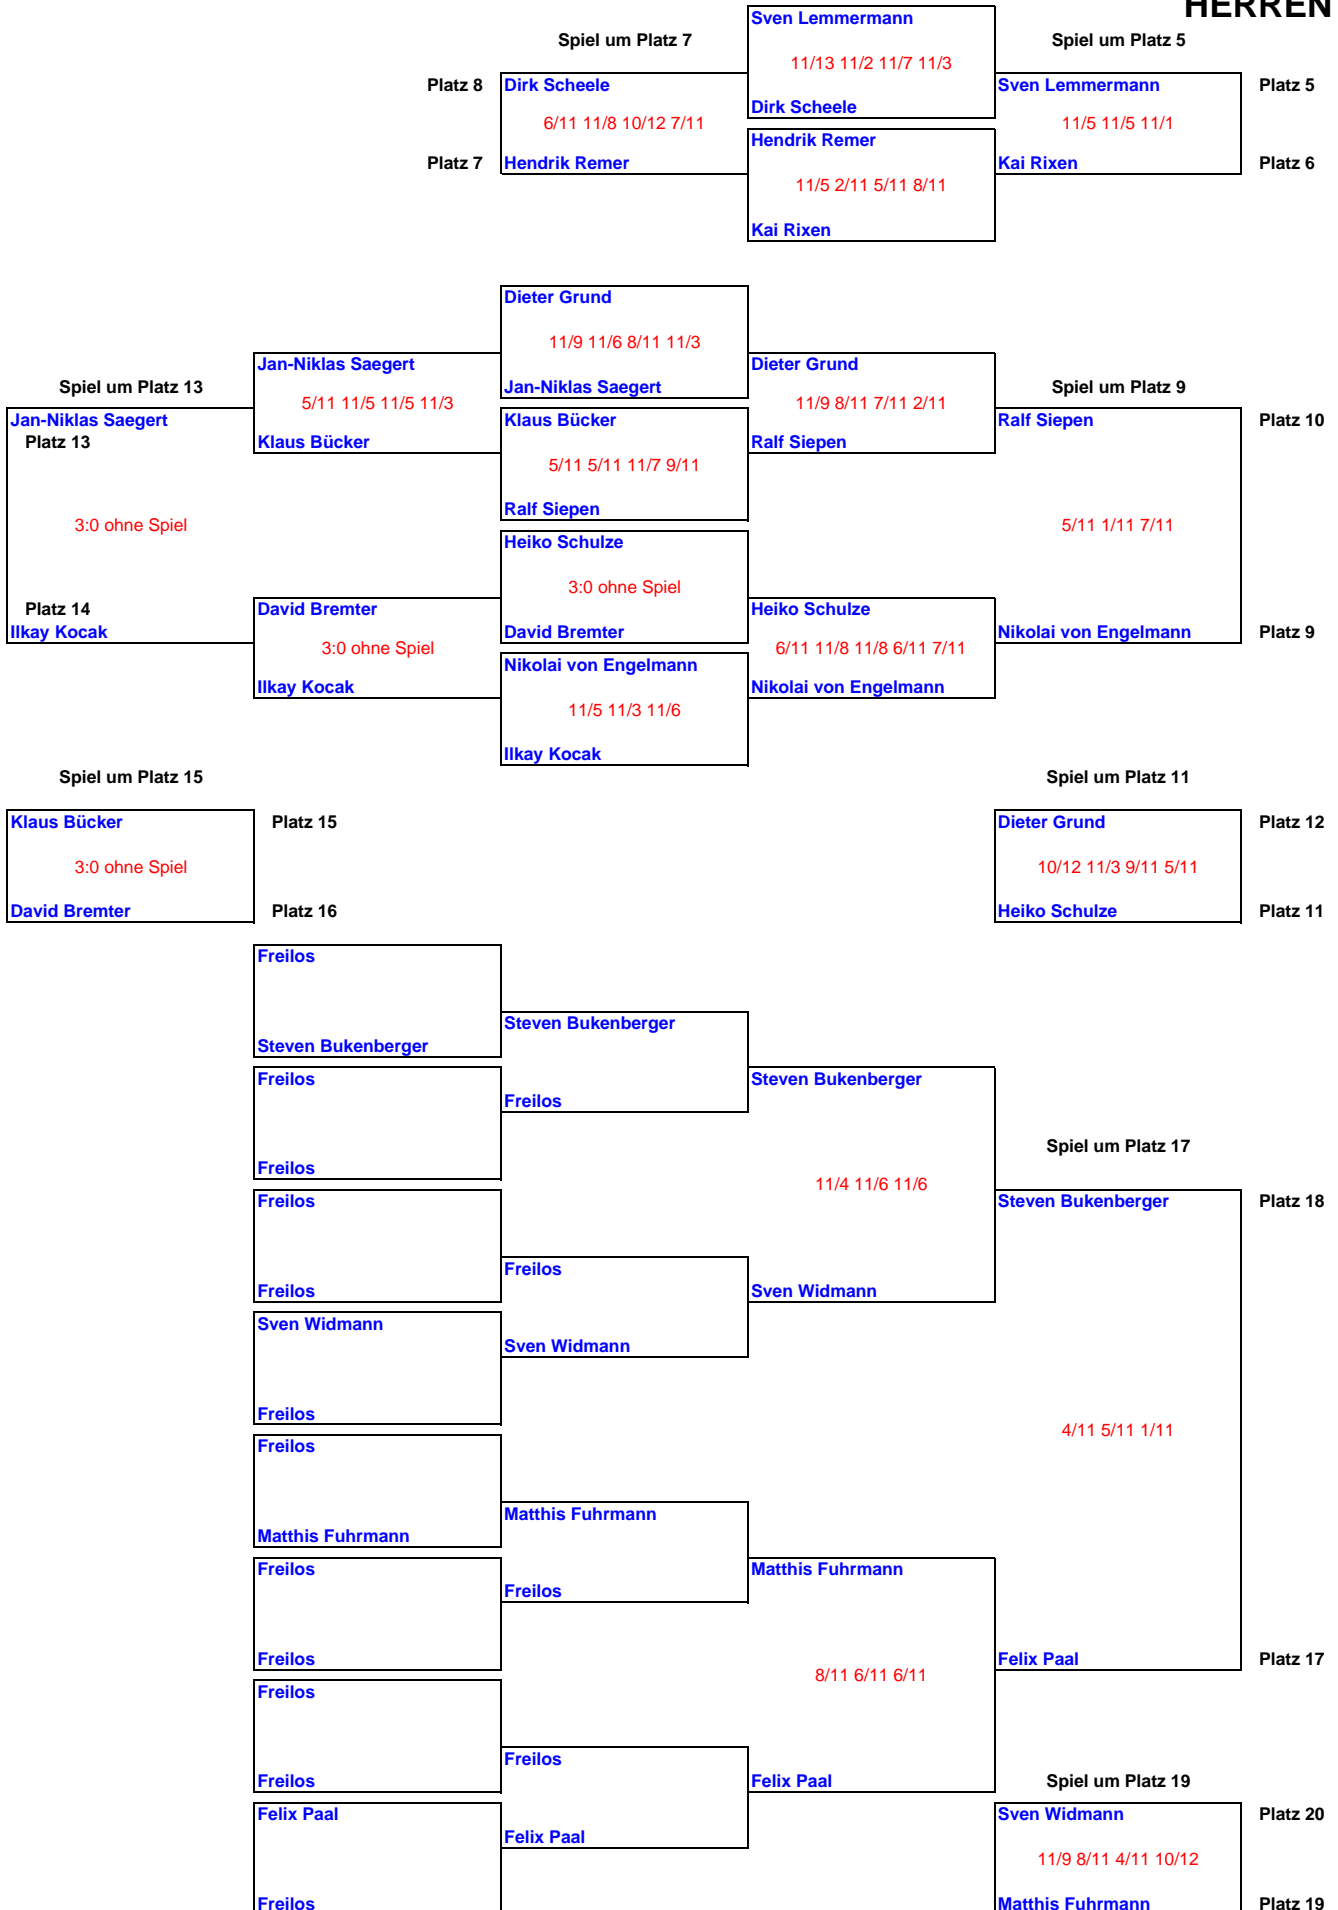 HERREN
Sven Lemmermann
Spiel um Platz 7
Spiel um Platz 5
11/13 11/2 11/7 11/3
Platz 8
Dirk Scheele
Sven Lemmermann
Platz 5
Dirk Scheele
6/11 11/8 10/12 7/11
11/5 11/5 11/1
Hendrik Remer
Platz 7
Hendrik Remer
Kai Rixen
Platz 6
11/5 2/11 5/11 8/11
Kai Rixen
Dieter Grund
11/9 11/6 8/11 11/3
Jan-Niklas Saegert
Dieter Grund
Spiel um Platz 13
Jan-Niklas Saegert
Spiel um Platz 9
5/11 11/5 11/5 11/3
11/9 8/11 7/11 2/11
Jan-Niklas Saegert
Klaus Bücker
Ralf Siepen
Platz 10
Platz 13
Klaus Bücker
Ralf Siepen
5/11 5/11 11/7 9/11
Ralf Siepen
3:0 ohne Spiel
5/11 1/11 7/11
Heiko Schulze
3:0 ohne Spiel
Platz 14
David Bremter
Heiko Schulze
Ilkay Kocak
David Bremter
Nikolai von Engelmann
Platz 9
3:0 ohne Spiel
6/11 11/8 11/8 6/11 7/11
Nikolai von Engelmann
Ilkay Kocak
Nikolai von Engelmann
11/5 11/3 11/6
Ilkay Kocak
Spiel um Platz 15
Spiel um Platz 11
Klaus Bücker
Platz 15
Dieter Grund
Platz 12
3:0 ohne Spiel
10/12 11/3 9/11 5/11
David Bremter
Platz 16
Heiko Schulze
Platz 11
Freilos
Steven Bukenberger
Steven Bukenberger
Freilos
Steven Bukenberger
Freilos
Spiel um Platz 17
Freilos
11/4 11/6 11/6
Freilos
Steven Bukenberger
Platz 18
Freilos
Freilos
Sven Widmann
Sven Widmann
Sven Widmann
Freilos
4/11 5/11 1/11
Freilos
Matthis Fuhrmann
Matthis Fuhrmann
Freilos
Matthis Fuhrmann
Freilos
Freilos
Felix Paal
Platz 17
8/11 6/11 6/11
Freilos
Freilos
Freilos
Felix Paal
Spiel um Platz 19
Felix Paal
Sven Widmann
Platz 20
Felix Paal
11/9 8/11 4/11 10/12
Freilos
Matthis Fuhrmann
Platz 19